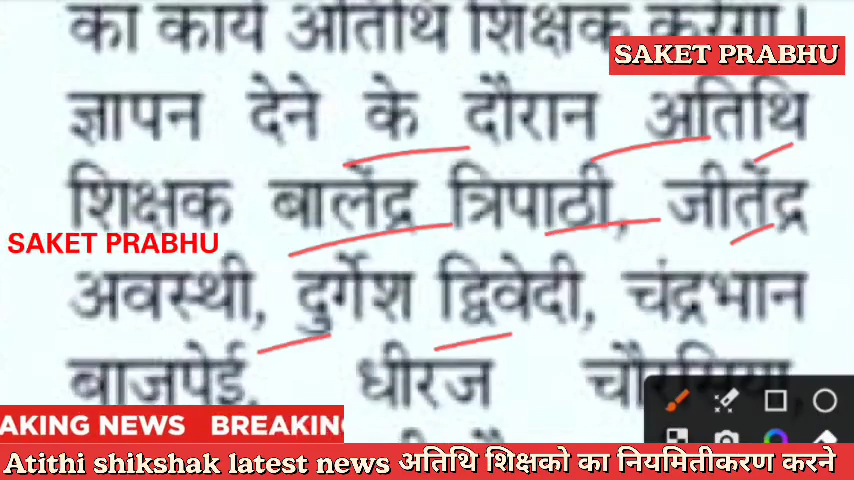 का कार्य अतिथि शिक्षक करेगा।
SAKET PRABHU
ज्ञापन देने के दौरान अतिथि
शिक्षक बालेंद्र त्रिपाठी, जीतेंद्र
SAKET PRABHU
अवस्थी, दुर्गेश द्विवेदी, चंद्रभान
बाजपेई, धीरज चौरसिया,
AKING NEWS BREAKING
Atithi shikshak latest news अतिथि शिक्षको का नियमितीकरण करने